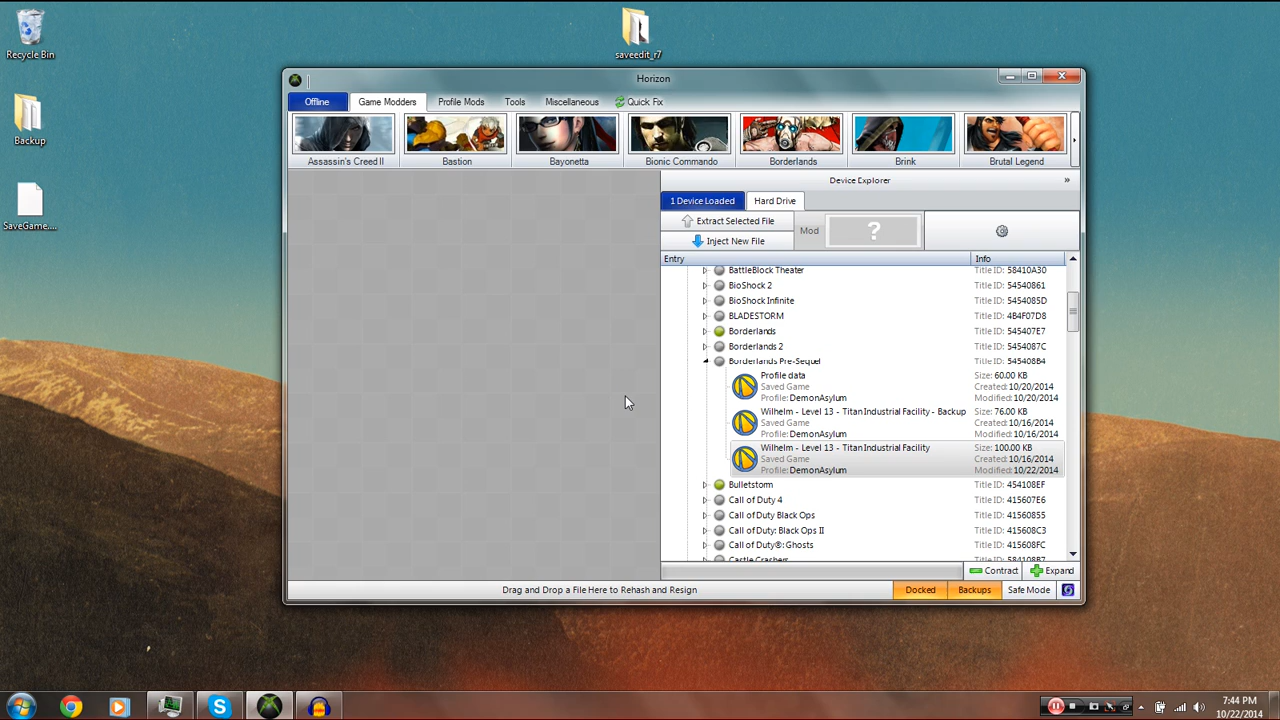 Recycle Bin
Backup
SaveGame....
saveedit_r7
Horizon
Offline
Game Modders
Profile Mods
Tools
Miscellaneous
Quick Fix
Assassin's Creed II
Bastion
Bayonetta
Bionic Commando
Borderlands
Brink
Brutal Legend
Device Explorer
»
1 Device Loaded
Hard Drive
Extract Selected File
Inject New File
Mod
?
Entry
Info
BattleBlock Theater
Title ID: 58410A30
BioShock 2
Title ID: 54540861
BioShock Infinite
Title ID: 5454085D
BLADESTORM
Title ID: 4B4F07D8
Borderlands
Title ID: 545407E7
Borderlands 2
Title ID: 5454087C
Borderlands Pre-Sequel
Title ID: 545408B4
Profile data
Saved Game
Profile: DemonAsylum
Size: 60.00 KB
Created: 10/20/2014
Modified: 10/20/2014
Wilhelm - Level 13 - Titan Industrial Facility - Backup
Saved Game
Profile: DemonAsylum
Size: 76.00 KB
Created: 10/16/2014
Modified: 10/16/2014
Wilhelm - Level 13 - Titan Industrial Facility
Saved Game
Profile: DemonAsylum
Size: 100.00 KB
Created: 10/16/2014
Modified: 10/22/2014
Bulletstorm
Title ID: 454108EF
Call of Duty 4
Title ID: 415607E6
Call of Duty Black Ops
Title ID: 41560855
Call of Duty: Black Ops II
Title ID: 415608C3
Call of Duty®: Ghosts
Title ID: 415608FC
Castle Crashers
Title ID: 584108B7
Contract
Expand
Drag and Drop a File Here to Rehash and Resign
Docked
Backups
Safe Mode
7:44 PM
10/22/2014